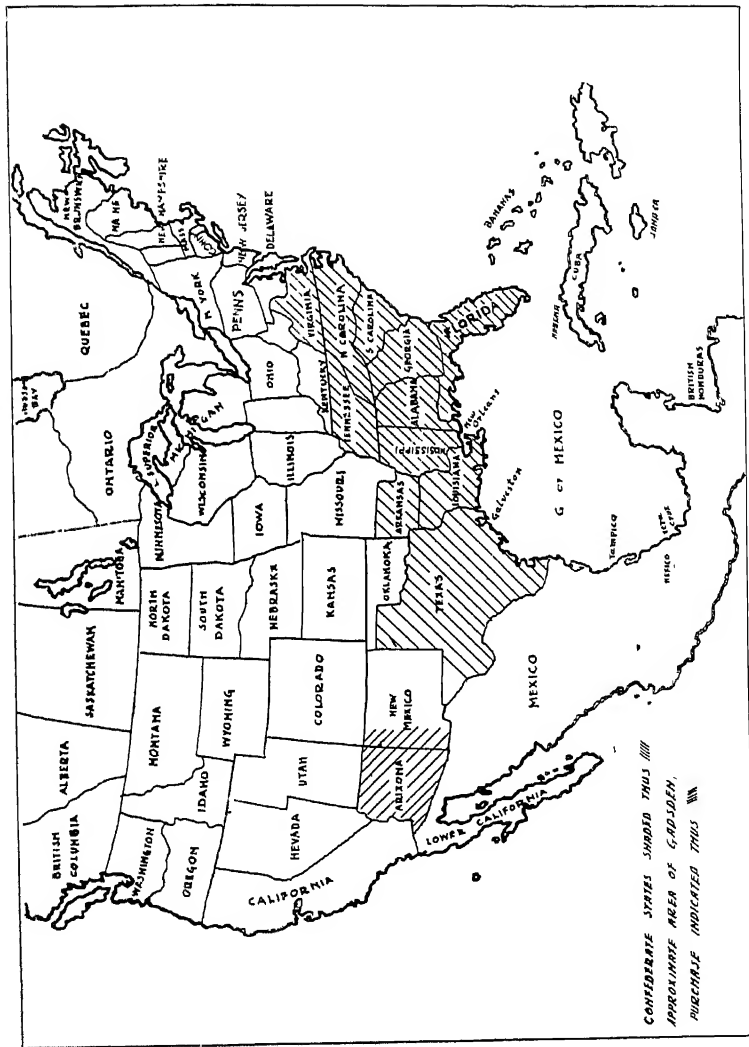 BRITISH
COLUMBIA
ALBERTA
SASKATCHEWAN
MANITOBA
ONTARIO
QUEBEC
NEW
BRUNSWICK
MAINE
NEW HAMPSHIRE
WASHINGTON
OREGON
IDAHO
MONTANA
NORTH
DAKOTA
SOUTH
DAKOTA
MINNESOTA
SUPERIOR
MICHIGAN
WISCONSIN
WYOMING
NEBRASKA
IOWA
ILLINOIS
OHIO
PENNS
N YORK
NEW JERSEY
DELAWARE
CALIFORNIA
NEVADA
UTAH
COLORADO
KANSAS
MISSOURI
KENTUCKY
VIRGINIA
TENNESSEE
N CAROLINA
S CAROLINA
ARIZONA
NEW
MEXICO
OKLAHOMA
ARKANSAS
TEXAS
LOUISIANA
MISSISSIPPI
ALABAMA
GEORGIA
FLORIDA
New
Orleans
Galveston
LOWER CALIFORNIA
MEXICO
G OF MEXICO
TAMPICO
MEXICO
BAHAMAS
CUBA
JAMACA
BRITISH
HONDURAS
CONFEDERATE STATES SHADED THUS
APPROXIMATE AREA OF GADSDEN,
PURCHASE INDICATED THUS